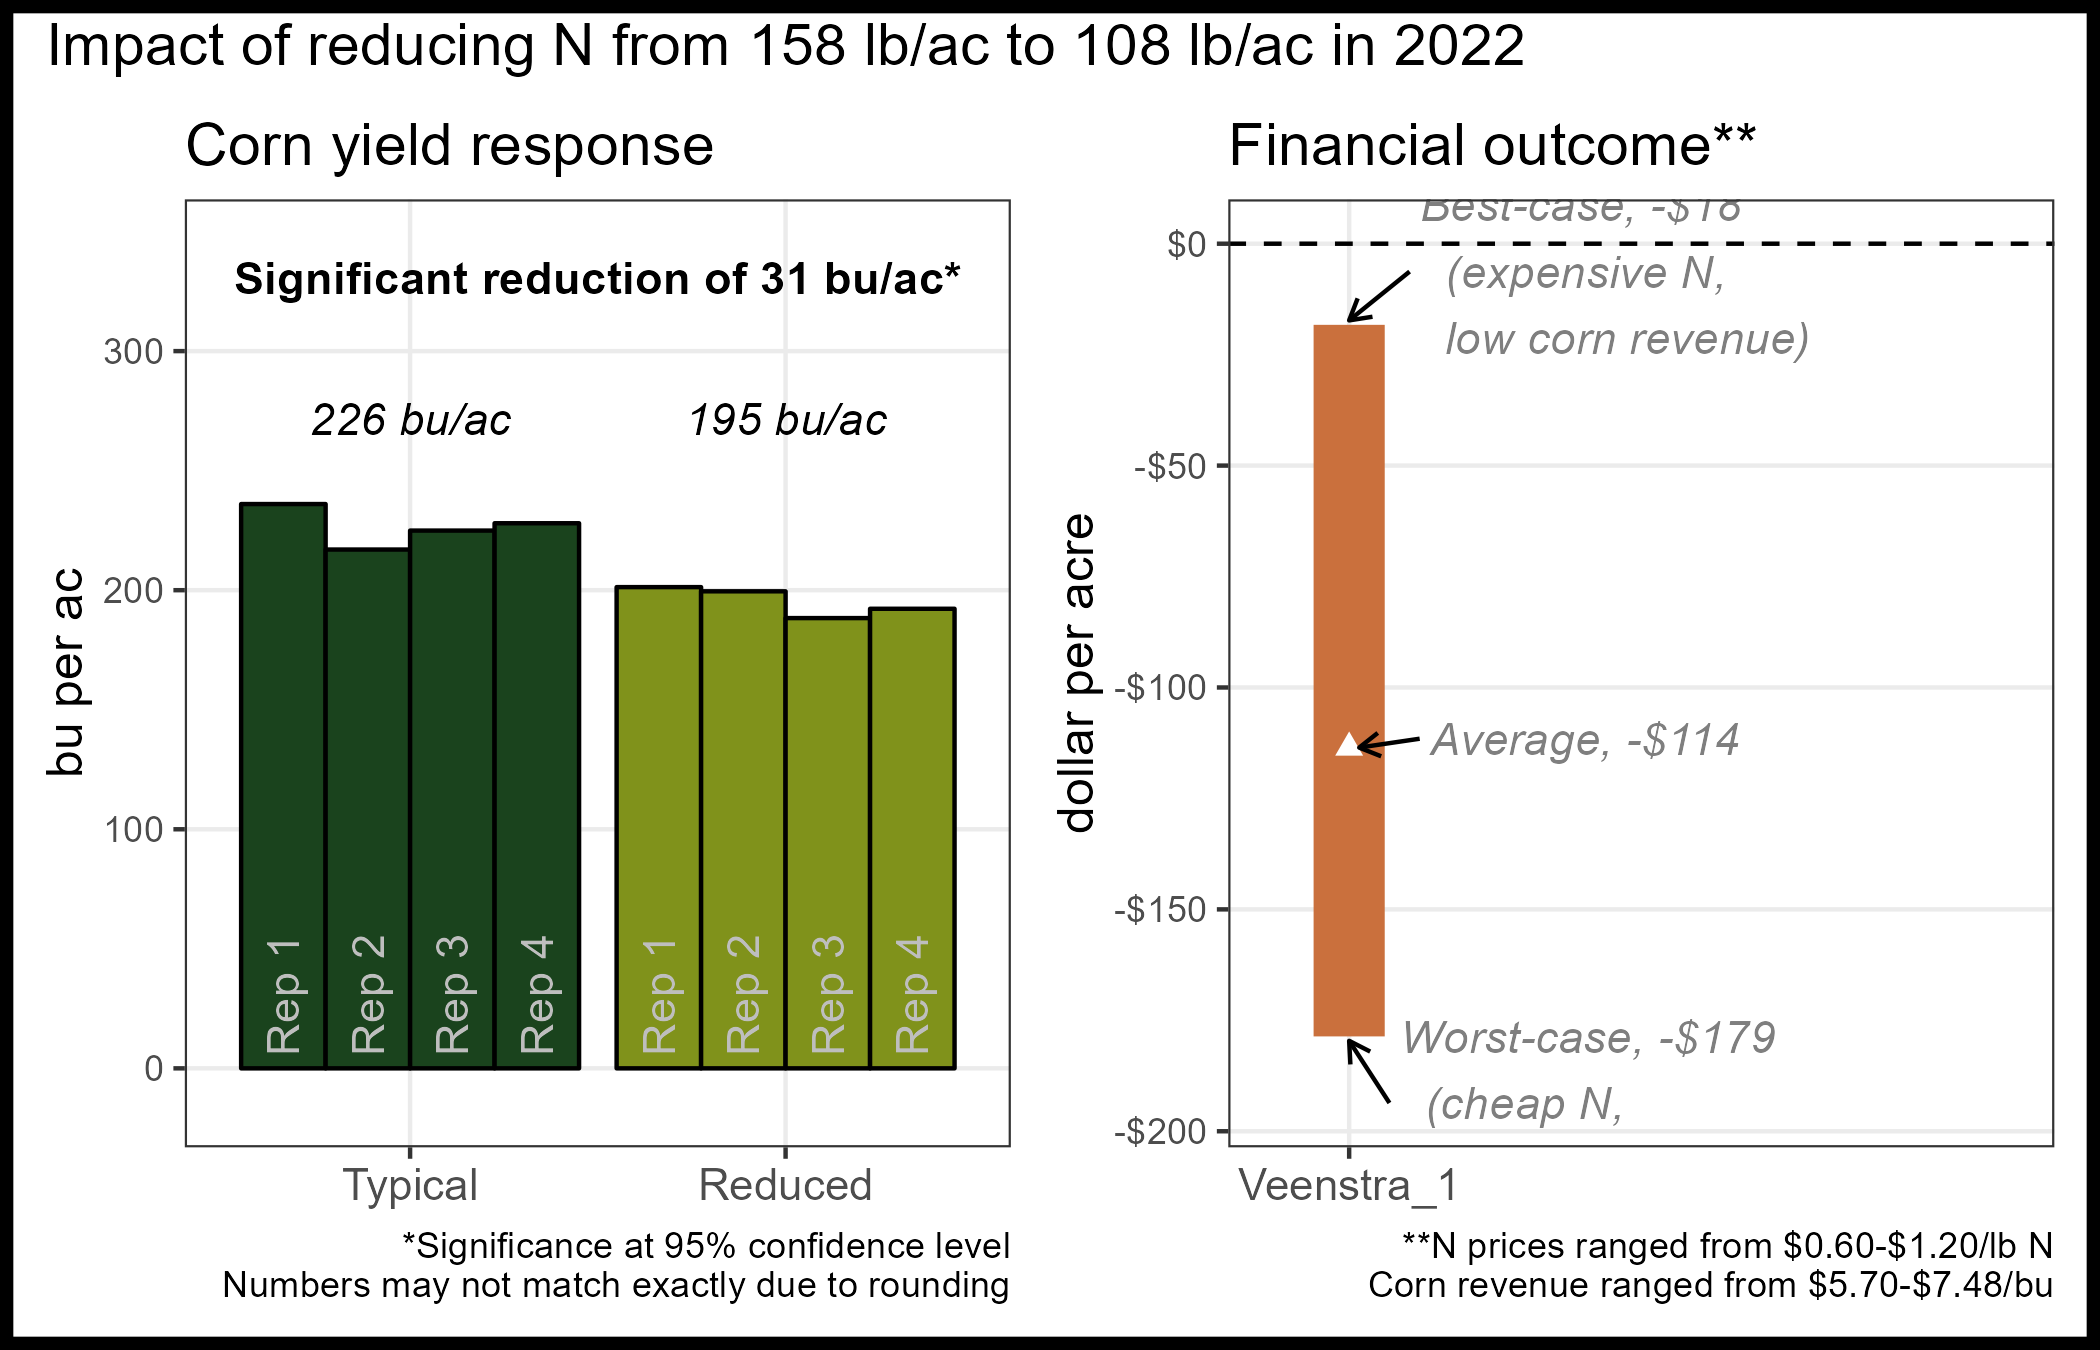 Impact of reducing N from 158 lb/ac to 108 lb/ac in 2022
Corn yield response
Significant reduction of 31 bu/ac*
226 bu/ac
195 bu/ac
bu per ac
300
200
100
0
Rep 1
Rep 2
Rep 3
Rep 4
Rep 1
Rep 2
Rep 3
Rep 4
Typical
Reduced
*Significance at 95% confidence level
Numbers may not match exactly due to rounding
Financial outcome**
dollar per acre
$0
-$50
-$100
-$150
-$200
Best-case, -$18
(expensive N,
low corn revenue)
Average, -$114
Worst-case, -$179
(cheap N,
Veenstra_1
**N prices ranged from $0.60-$1.20/lb N
Corn revenue ranged from $5.70-$7.48/bu